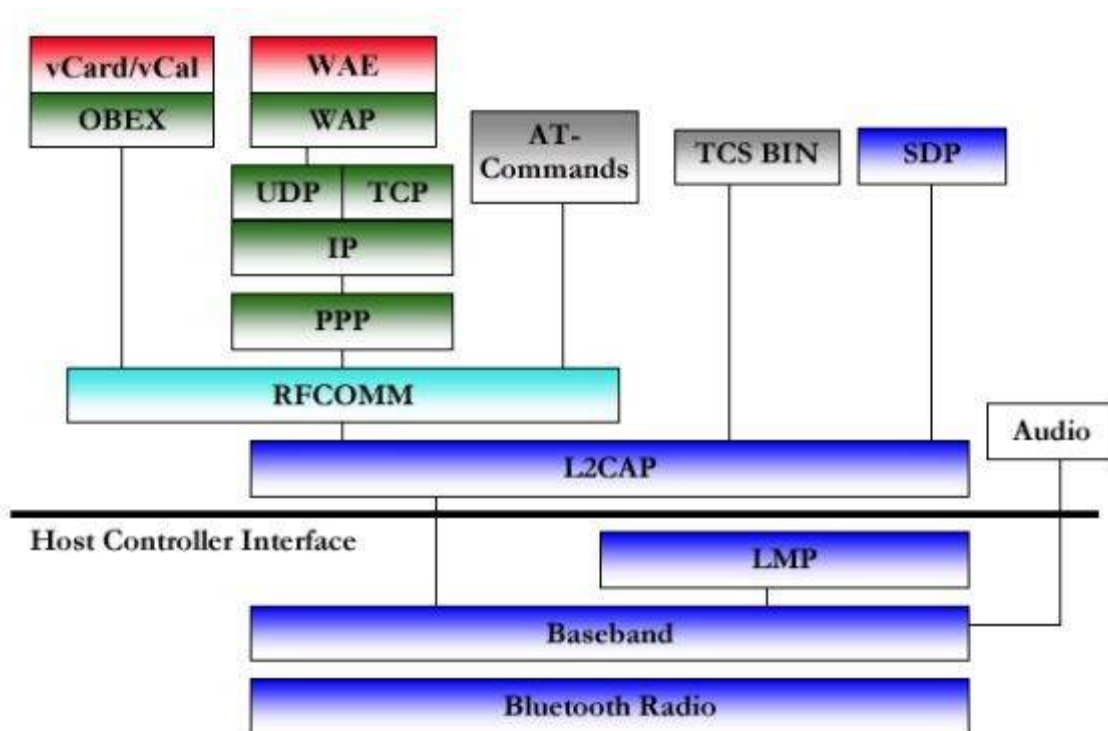 vCard/vCal
OBEX
WAE
WAP
UDP
TCP
IP
PPP
AT-
Commands
TCS BIN
SDP
RFCOMM
Audio
L2CAP
Host Controller Interface
LMP
Baseband
Bluetooth Radio